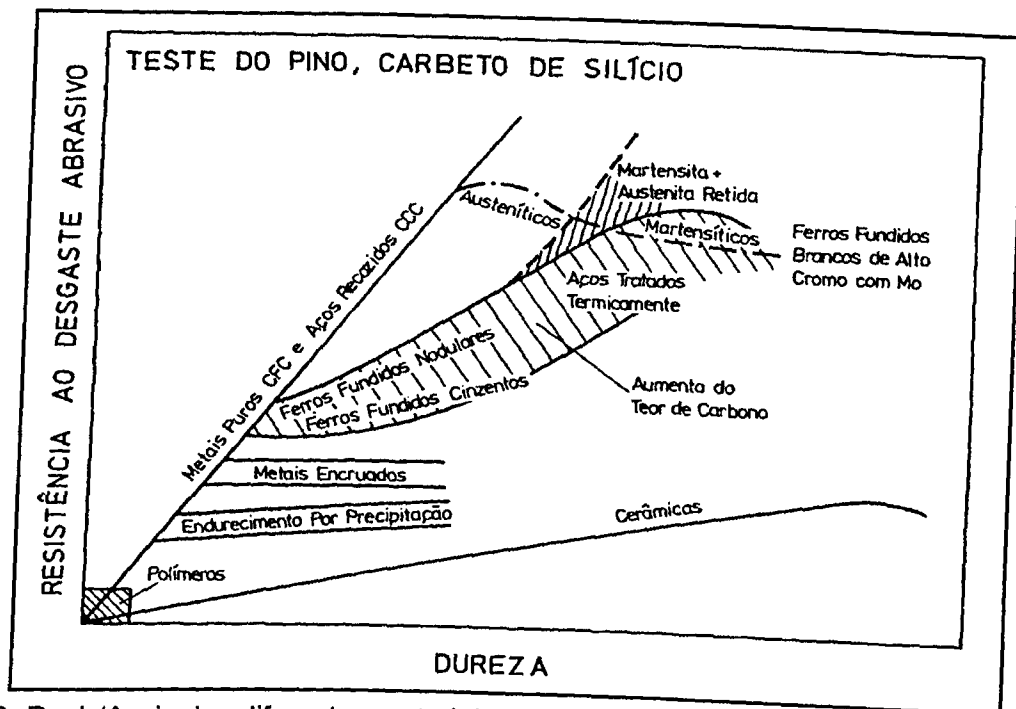 TESTE DO PINO, CARBETO DE SILÍCIO
RESISTÊNCIA AO DESGASTE ABRASIVO
Metais Puros CFC e Aços Recozidos CCC
Austeníticos
Martensita +
Austenita Retida
Martensíticos
Ferros Fundidos
Brancos de Alto
Cromo com Mo
Aços Tratados
Termicamente
Ferros Fundidos Nodulares
Ferros Fundidos Cinzentos
Aumento do
Teor de Carbono
Metais Encruados
Endurecimento Por Precipitação
Cerâmicas
Polímeros
DUREZA